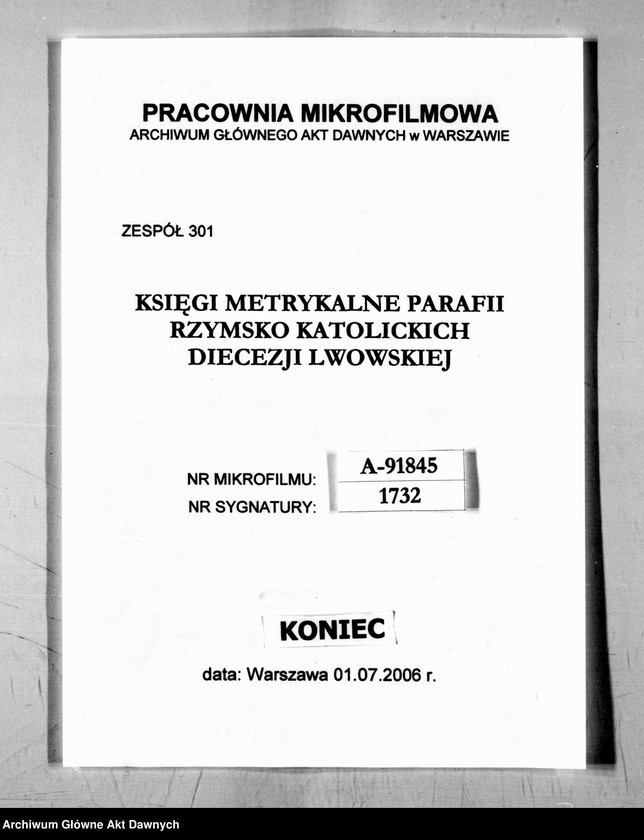 PRACOWNIA MIKROFILMOWA
ARCHIWUM GŁÓWNEGO AKT DAWNYCH w WARSZAWIE
ZESPÓŁ 301
KSIĘGI METRYKALNE PARAFII
RZYMSKO KATOLICKICH
DIECEZJI LWOWSKIEJ
NR MIKROFILMU: A-91845
NR SYGNATURY: 1732
KONIEC
data: Warszawa 01.07.2006 r.
Archiwum Główne Akt Dawnych